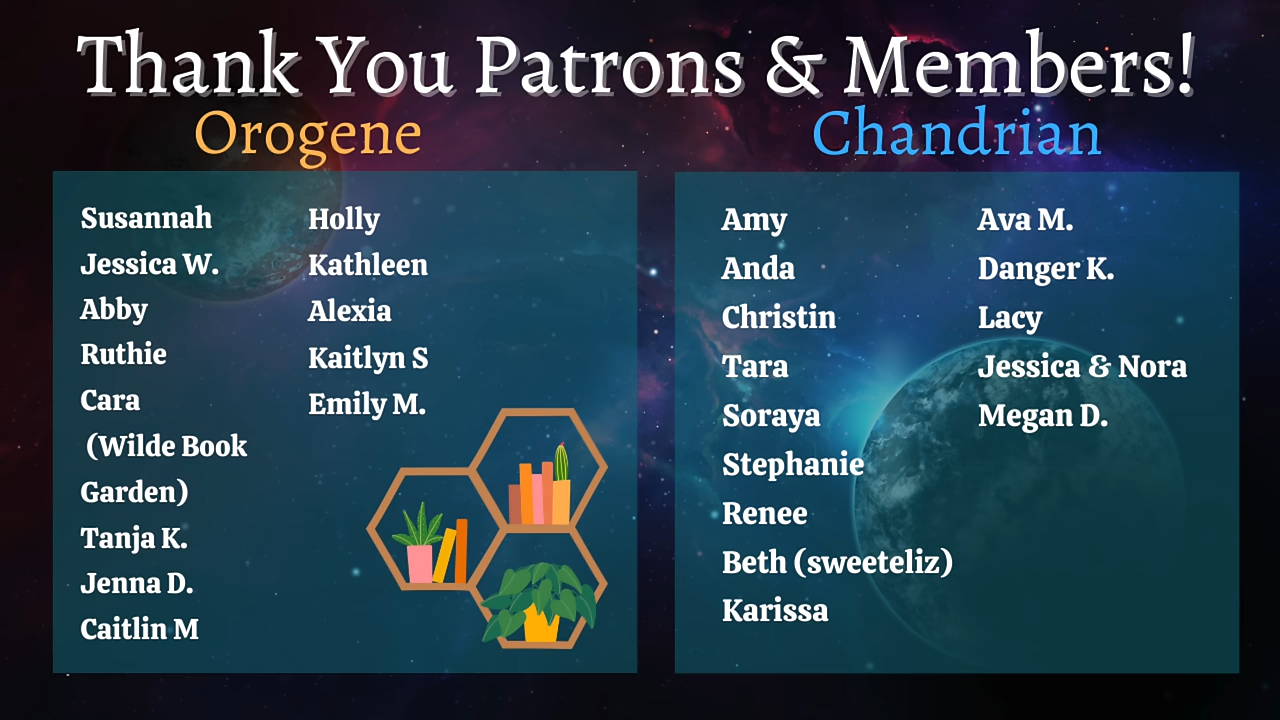 Thank You Patrons & Members!
Orogene
Susannah
Jessica W.
Abby
Ruthie
Cara
(Wilde Book
Garden)
Tanja K.
Jenna D.
Caitlin M
Holly
Kathleen
Alexia
Kaitlyn S
Emily M.
Chandrian
Amy
Anda
Christin
Tara
Soraya
Stephanie
Renee
Beth (sweeteliz)
Karissa
Ava M.
Danger K.
Lacy
Jessica & Nora
Megan D.